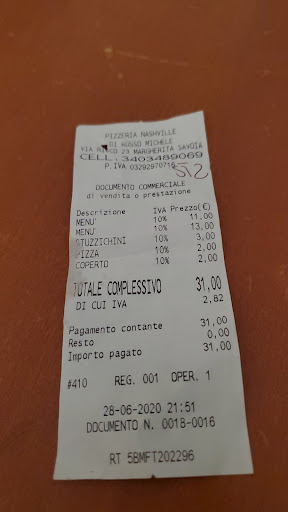 PIZZERIA NASHVILLE
DI RUSSO MICHELE
VIA 23 MARGHERITA SAVOIA
CELL. 3403489069
P.IVA 03292970716
512
DOCUMENTO COMMERCIALE
di vendita o prestazione
Descrizione IVA Prezzo(€)
MENU' 10% 11,00
MENU' 10% 13,00
STUZZICHINI 10% 3,00
PIZZA 10% 2,00
COPERTO 10% 2,00
TOTALE COMPLESSIVO 31,00
DI CUI IVA 2,82
Pagamento contante 31,00
Resto 0,00
Importo pagato 31,00
#410 REG. 001 OPER. 1
28-06-2020 21:51
DOCUMENTO N. 0018-0016
RT 5BMFT202296